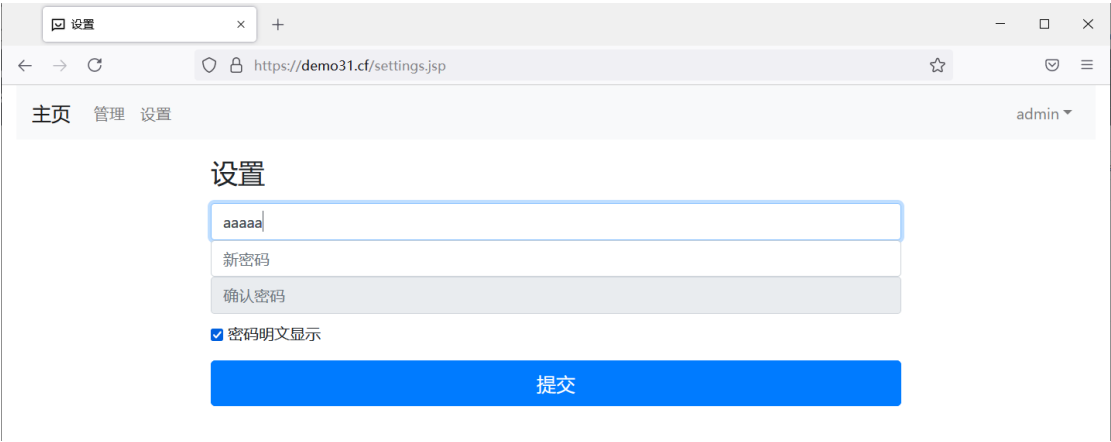 设置
https://demo31.cf/settings.jsp
主页 管理 设置 admin
设置
aaaaa
新密码
确认密码
密码明文显示
提交